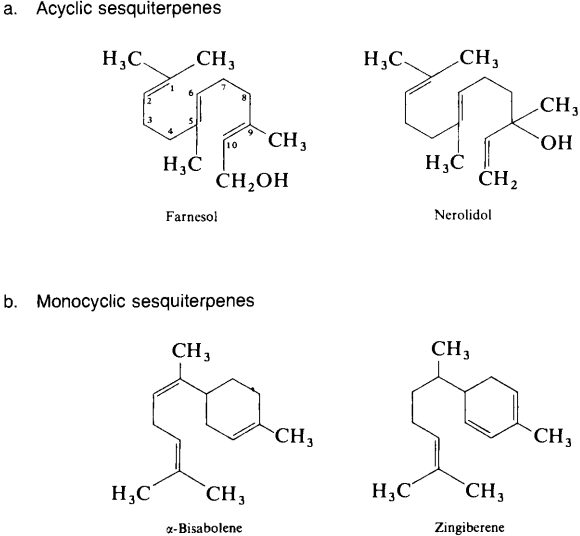 a. Acyclic sesquiterpenes
H₃C CH₃ H₃C CH₃
1
2 6 7 8
3 4 5 9 CH₃
10 CH₃ OH
H₃C H₃C
CH₂OH CH₂
Farnesol Nerolidol
b. Monocyclic sesquiterpenes
CH₃ CH₃
CH₃ CH₃
H₃C CH₃ H₃C CH₃
α-Bisabolene Zingiberene